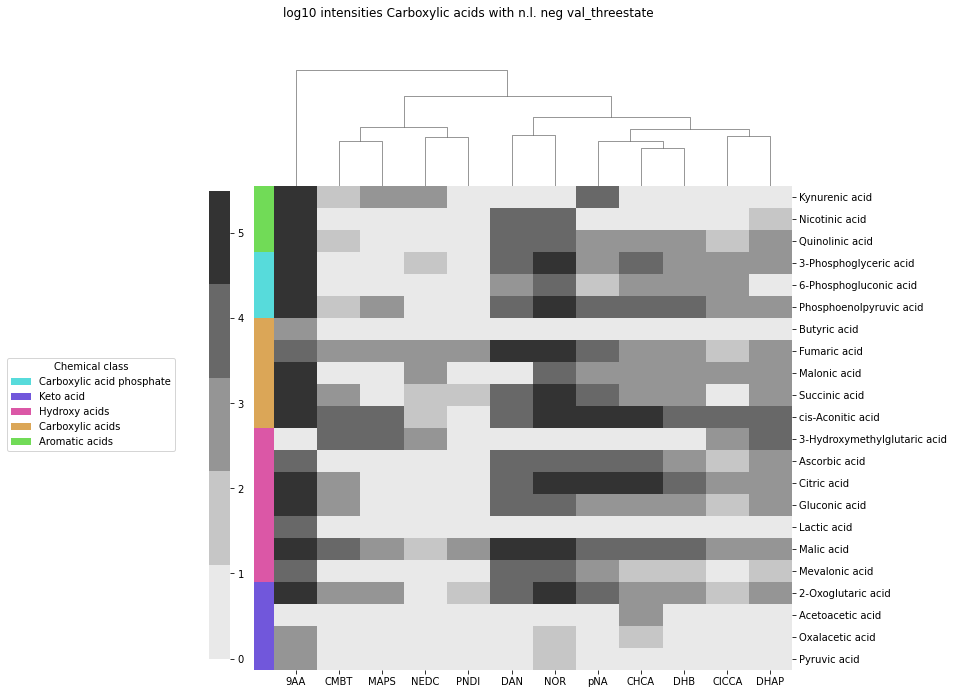 log10 intensities Carboxylic acids with n.l. neg val_threestate
Chemical class
Carboxylic acid phosphate
Keto acid
Hydroxy acids
Carboxylic acids
Aromatic acids
5
4
3
2
1
0
Kynurenic acid
Nicotinic acid
Quinolinic acid
3-Phosphoglyceric acid
6-Phosphogluconic acid
Phosphoenolpyruvic acid
Butyric acid
Fumaric acid
Malonic acid
Succinic acid
cis-Aconitic acid
3-Hydroxymethylglutaric acid
Ascorbic acid
Citric acid
Gluconic acid
Lactic acid
Malic acid
Mevalonic acid
2-Oxoglutaric acid
Acetoacetic acid
Oxalacetic acid
Pyruvic acid
9AA CMBT MAPS NEDC PNDI DAN NOR pNA CHCA DHB ClCCA DHAP